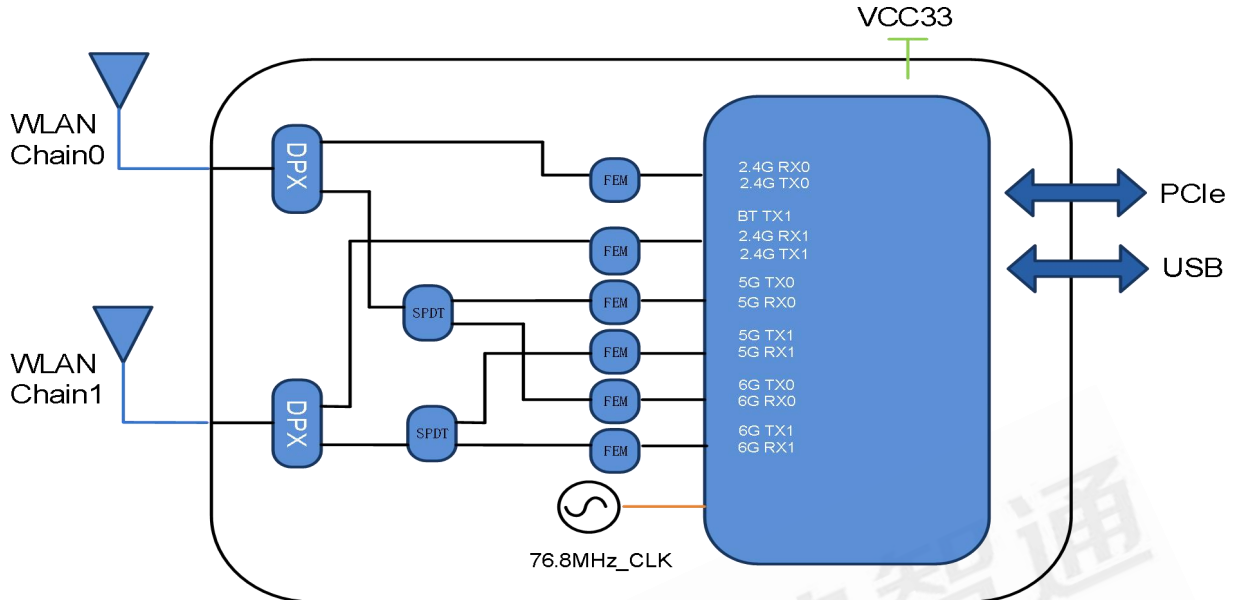 VCC33
WLAN
Chain0
DPX
FEM
2.4G RX0
2.4G TX0
PCIe
BT TX1
2.4G RX1
2.4G TX1
FEM
USB
5G TX0
5G RX0
FEM
SPDT
5G TX1
5G RX1
FEM
WLAN
Chain1
DPX
6G TX0
6G RX0
FEM
SPDT
6G TX1
6G RX1
FEM
76.8MHz_CLK
智通